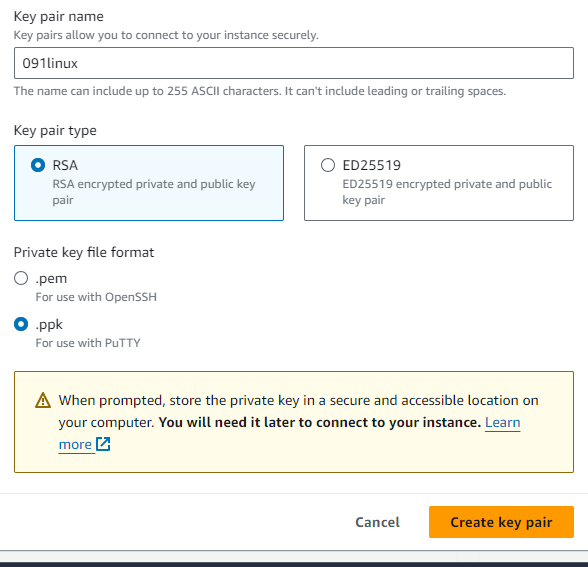 Key pair name
Key pairs allow you to connect to your instance securely.
091linux
The name can include up to 255 ASCII characters. It can't include leading or trailing spaces.
Key pair type
RSA
RSA encrypted private and public key
pair
ED25519
ED25519 encrypted private and public
key pair
Private key file format
.pem
For use with OpenSSH
.ppk
For use with PuTTY
When prompted, store the private key in a secure and accessible location on
your computer. You will need it later to connect to your instance. Learn
more
Cancel
Create key pair